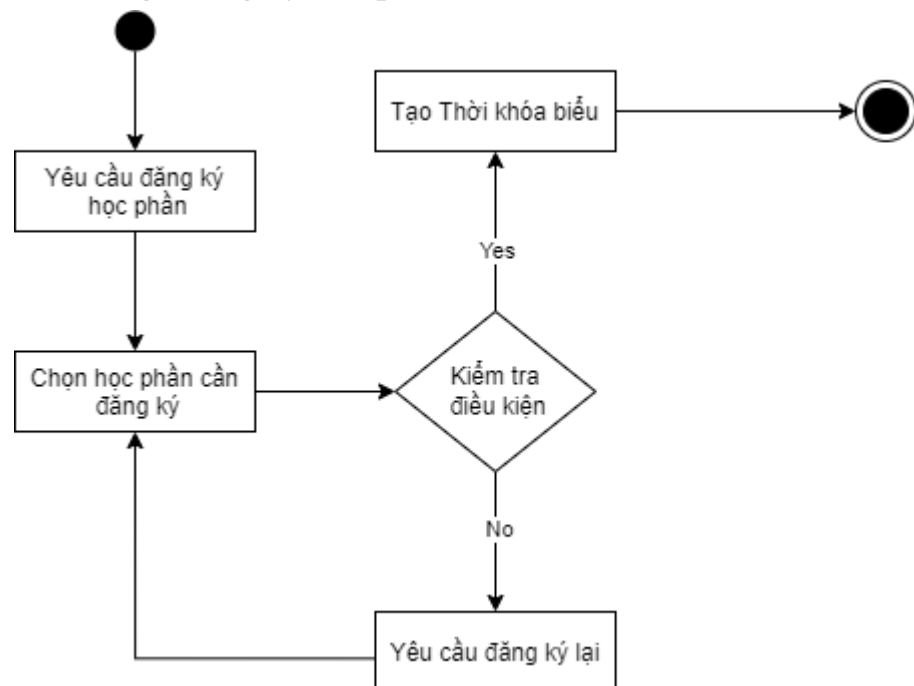 Yêu cầu đăng ký
học phần
Chọn học phần cần
đăng ký
Kiểm tra
điều kiện
Yes
Tạo Thời khóa biểu
No
Yêu cầu đăng ký lại